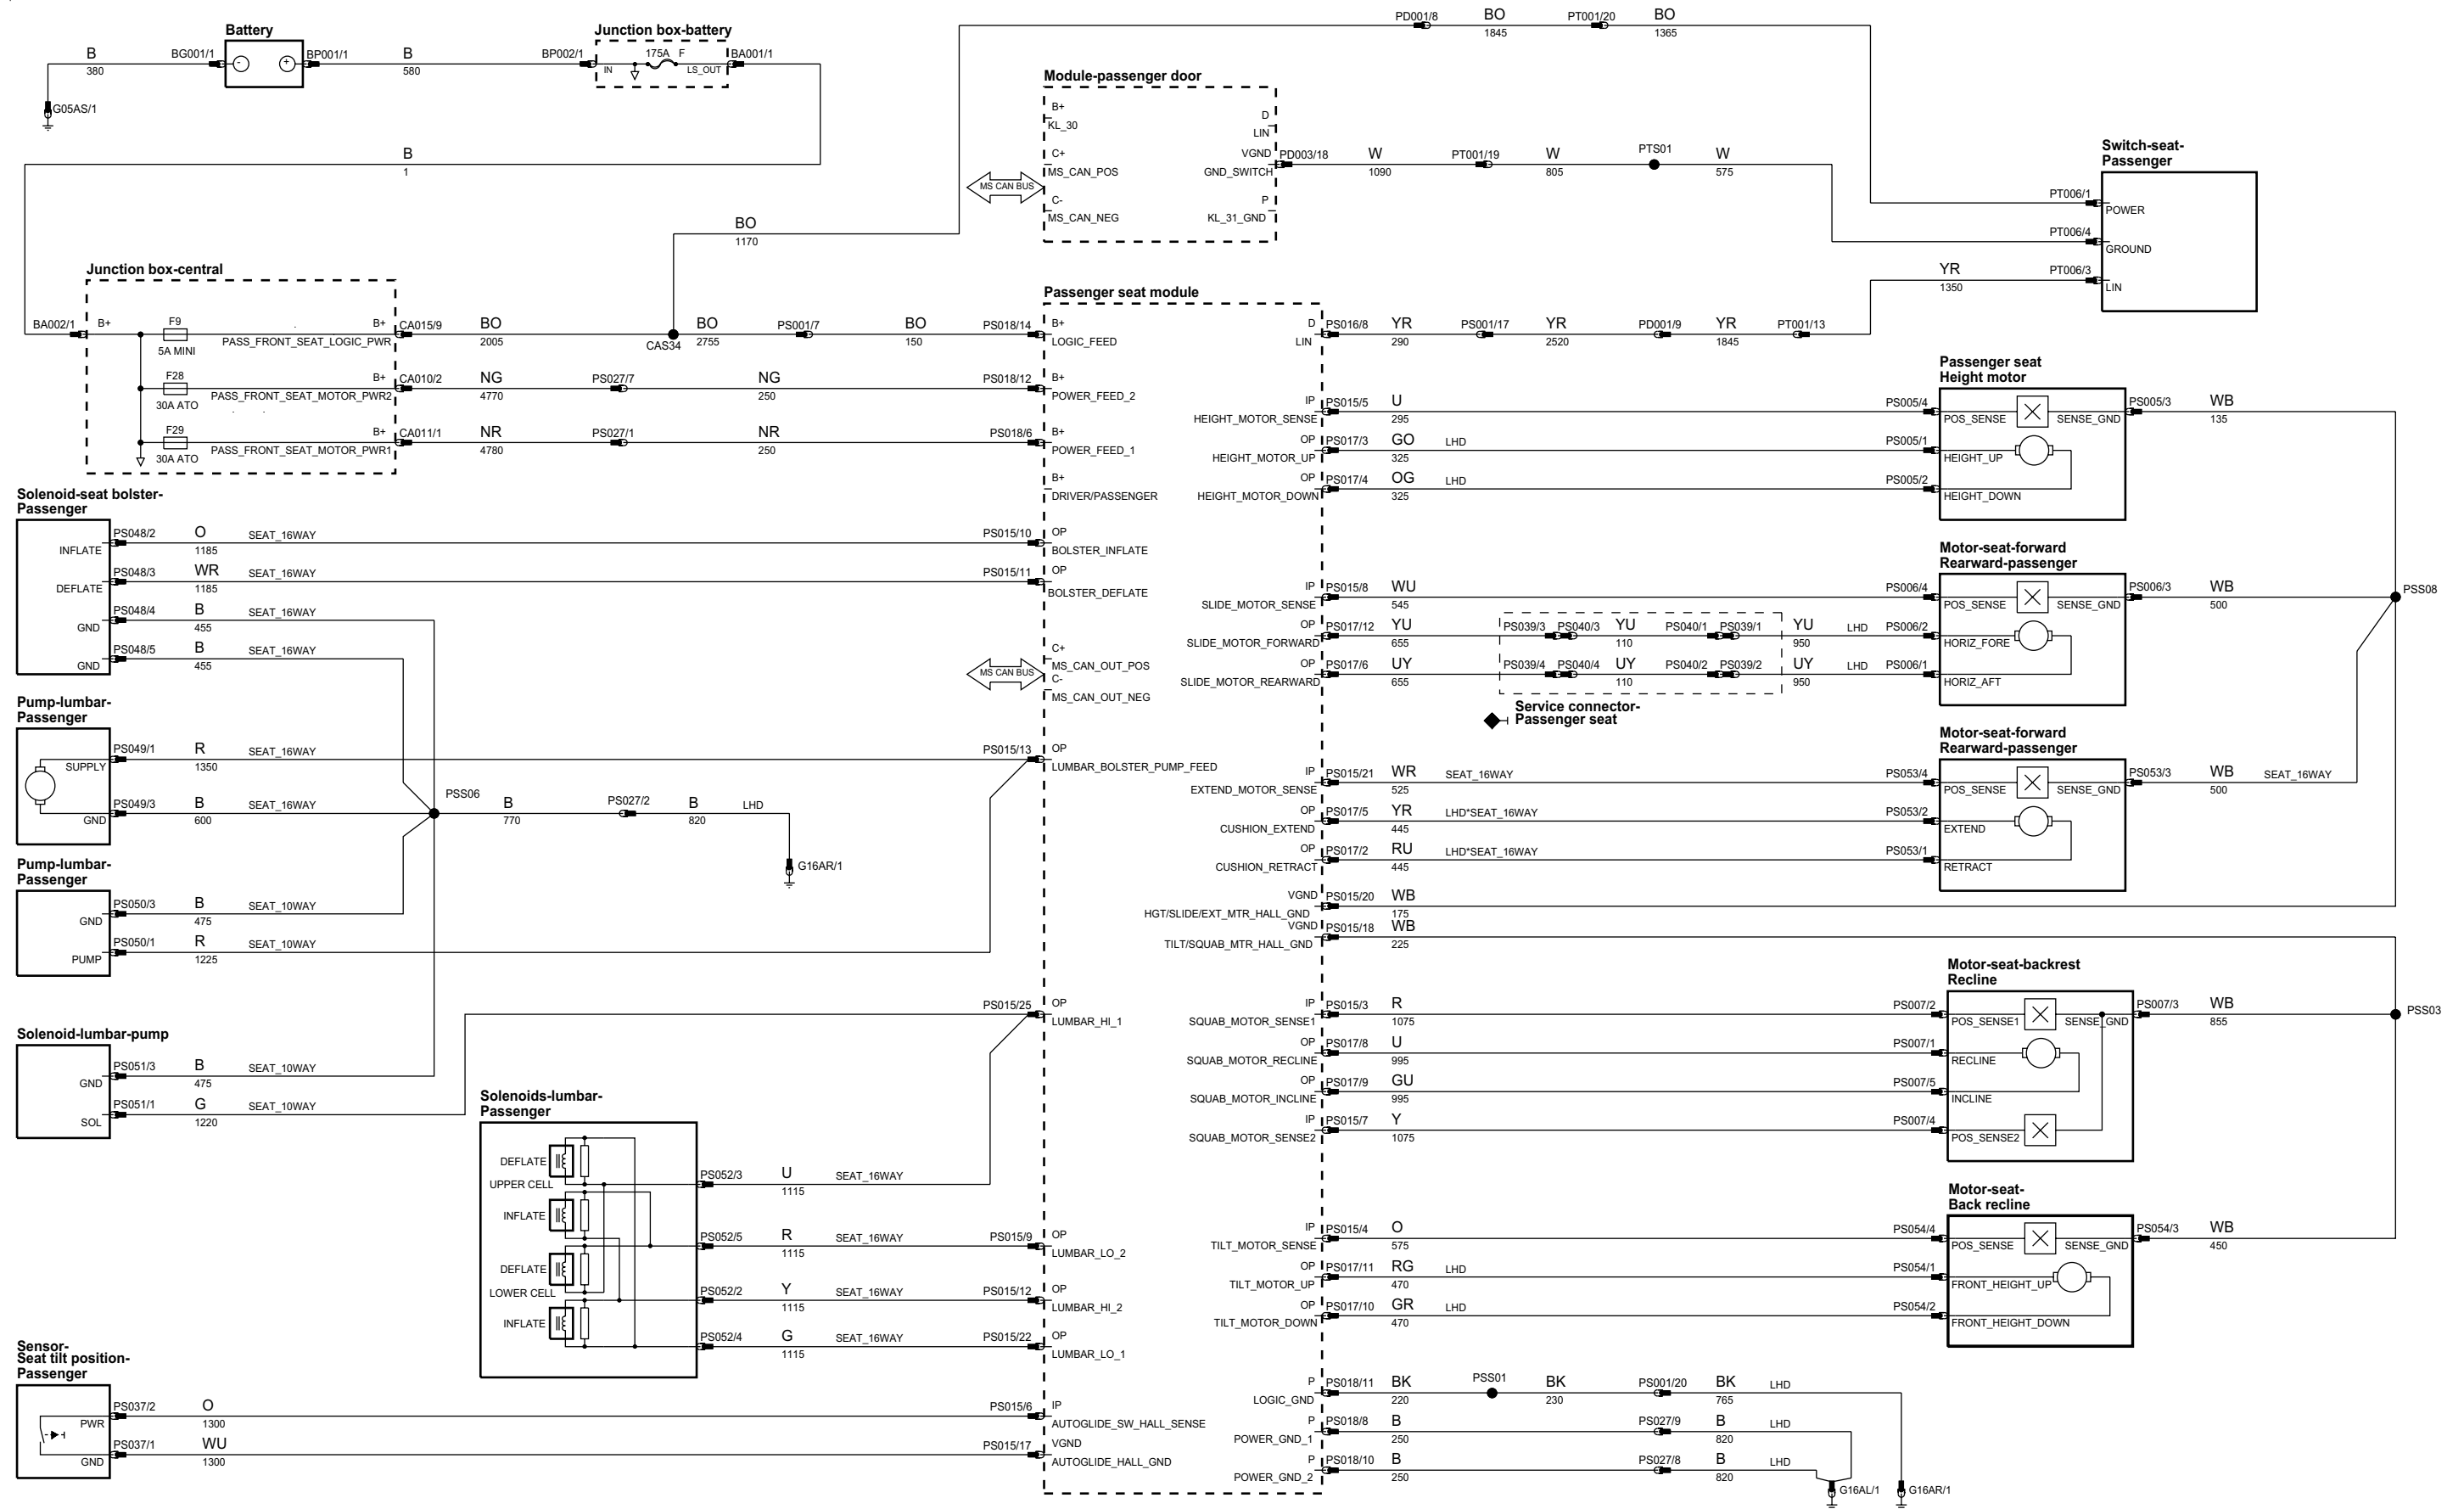 PD001/8 BO 1845 PT001/20 BO 1365
Battery
Junction box-battery
B 380 BG001/1 - + BP001/1 B 580 BP002/1 IN 175A F LS_OUT BA001/1
G05AS/1
B 1
Module-passenger door
B+ KL_30
D LIN
C+ MS_CAN_POS
VGND GND_SWITCH PD003/18 W 1090 PT001/19 W 805 PTS01 W 575
MS CAN BUS
C- MS_CAN_NEG
P KL_31_GND
Switch-seat-
Passenger
PT006/1 POWER
PT006/4 GROUND
YR 1350 PT006/3 LIN
BO 1170
Junction box-central
BA002/1 B+ F9 5A MINI B+ PASS_FRONT_SEAT_LOGIC_PWR CA015/9 BO 2005 CAS34 BO 2755 PS001/7 BO 150 PS018/14
F28 30A ATO B+ PASS_FRONT_SEAT_MOTOR_PWR2 CA010/2 NG 4770 PS027/7 NG 250 PS018/12
F29 30A ATO B+ PASS_FRONT_SEAT_MOTOR_PWR1 CA011/1 NR 4780 PS027/1 NR 250 PS018/6
Passenger seat module
B+ LOGIC_FEED
B+ POWER_FEED_2
B+ POWER_FEED_1
B+ DRIVER/PASSENGER
D LIN PS016/8 YR 290 PS001/17 YR 2520 PD001/9 YR 1845 PT001/13
Passenger seat
Height motor
IP HEIGHT_MOTOR_SENSE PS015/5 U 295 PS005/4 POS_SENSE SENSE_GND PS005/3 WB 135
OP HEIGHT_MOTOR_UP PS017/3 GO 325 LHD PS005/1 HEIGHT_UP
OP HEIGHT_MOTOR_DOWN PS017/4 OG 325 LHD PS005/2 HEIGHT_DOWN
Solenoid-seat bolster-
Passenger
INFLATE PS048/2 O 1185 SEAT_16WAY PS015/10 OP BOLSTER_INFLATE
DEFLATE PS048/3 WR 1185 SEAT_16WAY PS015/11 OP BOLSTER_DEFLATE
GND PS048/4 B 455 SEAT_16WAY
GND PS048/5 B 455 SEAT_16WAY
MS CAN BUS
C+ MS_CAN_OUT_POS
C- MS_CAN_OUT_NEG
Motor-seat-forward
Rearward-passenger
IP SLIDE_MOTOR_SENSE PS015/8 WU 545 PS006/4 POS_SENSE SENSE_GND PS006/3 WB 500 PSS08
OP SLIDE_MOTOR_FORWARD PS017/12 YU 655 PS039/3 PS040/3 YU 110 PS040/1 PS039/1 YU 950 LHD PS006/2 HORIZ_FORE
OP SLIDE_MOTOR_REARWARD PS017/6 UY 655 PS039/4 PS040/4 UY 110 PS040/2 PS039/2 UY 950 LHD PS006/1 HORIZ_AFT
Service connector-
Passenger seat
Pump-lumbar-
Passenger
SUPPLY PS049/1 R 1350 SEAT_16WAY PS015/13 OP LUMBAR_BOLSTER_PUMP_FEED
GND PS049/3 B 600 SEAT_16WAY PSS06 B 770 PS027/2 B 820 LHD
G16AR/1
Motor-seat-forward
Rearward-passenger
IP EXTEND_MOTOR_SENSE PS015/21 WR 525 SEAT_16WAY PS053/4 POS_SENSE SENSE_GND PS053/3 WB 500 SEAT_16WAY
OP CUSHION_EXTEND PS017/5 YR 445 LHD*SEAT_16WAY PS053/2 EXTEND
OP CUSHION_RETRACT PS017/2 RU 445 LHD*SEAT_16WAY PS053/1 RETRACT
VGND HGT/SLIDE/EXT_MTR_HALL_GND PS015/20 WB 175
VGND TILT/SQUAB_MTR_HALL_GND PS015/18 WB 225
Pump-lumbar-
Passenger
GND PS050/3 B 475 SEAT_10WAY
PUMP PS050/1 R 1225 SEAT_10WAY
PS015/25 OP LUMBAR_HI_1
Motor-seat-backrest
Recline
IP SQUAB_MOTOR_SENSE1 PS015/3 R 1075 PS007/2 POS_SENSE1 SENSE_GND PS007/3 WB 855 PSS03
OP SQUAB_MOTOR_RECLINE PS017/8 U 995 PS007/1 RECLINE
OP SQUAB_MOTOR_INCLINE PS017/9 GU 995 PS007/5 INCLINE
IP SQUAB_MOTOR_SENSE2 PS015/7 Y 1075 PS007/4 POS_SENSE2
Solenoid-lumbar-pump
GND PS051/3 B 475 SEAT_10WAY
SOL PS051/1 G 1220 SEAT_10WAY
Solenoids-lumbar-
Passenger
DEFLATE
UPPER CELL PS052/3 U 1115 SEAT_16WAY
INFLATE
PS052/5 R 1115 SEAT_16WAY PS015/9 OP LUMBAR_LO_2
DEFLATE
LOWER CELL PS052/2 Y 1115 SEAT_16WAY PS015/12 OP LUMBAR_HI_2
INFLATE
PS052/4 G 1115 SEAT_16WAY PS015/22 OP LUMBAR_LO_1
Motor-seat-
Back recline
IP TILT_MOTOR_SENSE PS015/4 O 575 PS054/4 POS_SENSE SENSE_GND PS054/3 WB 450
OP TILT_MOTOR_UP PS017/11 RG 470 LHD PS054/1 FRONT_HEIGHT_UP
OP TILT_MOTOR_DOWN PS017/10 GR 470 LHD PS054/2 FRONT_HEIGHT_DOWN
Sensor-
Seat tilt position-
Passenger
PWR PS037/2 O 1300 PS015/6 IP AUTOGLIDE_SW_HALL_SENSE
GND PS037/1 WU 1300 PS015/17 VGND AUTOGLIDE_HALL_GND
P LOGIC_GND PS018/11 BK 220 PSS01 BK 230 PS001/20 BK 765 LHD
P POWER_GND_1 PS018/8 B 250 PS027/9 B 820 LHD
P POWER_GND_2 PS018/10 B 250 PS027/8 B 820 LHD
G16AL/1 G16AR/1